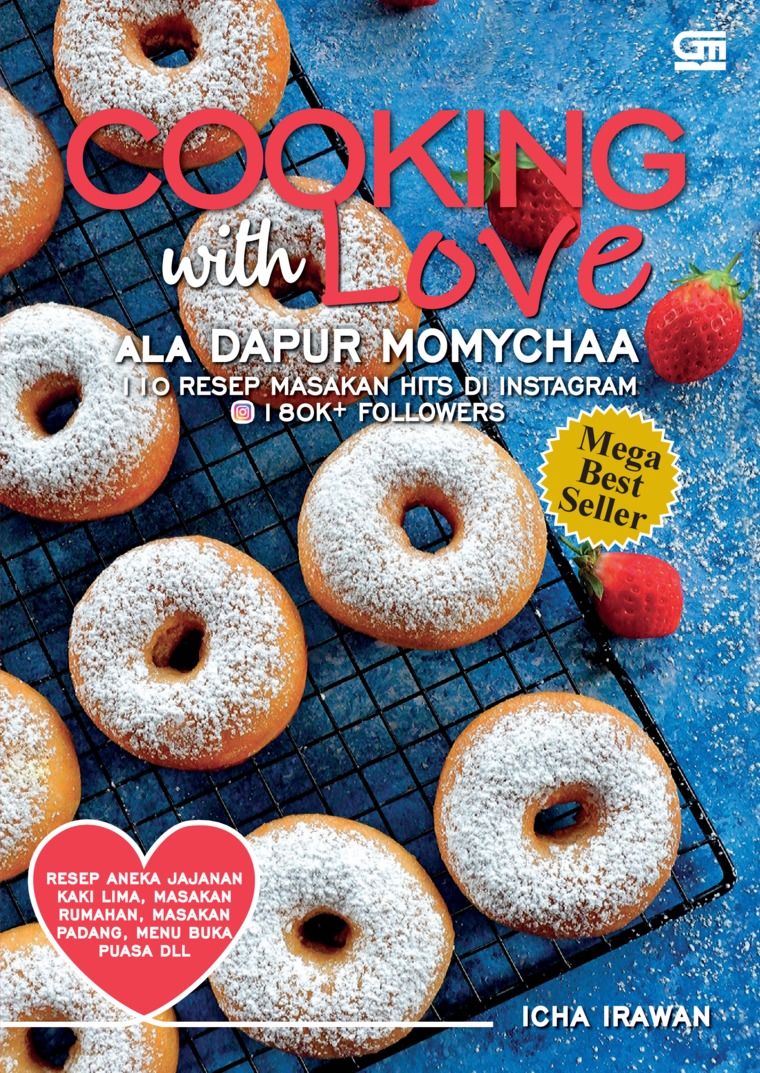 GM
COOKING
with Love
ALA DAPUR MOMYCHAA
110 RESEP MASAKAN HITS DI INSTAGRAM
180K+ FOLLOWERS
Mega
Best
Seller
RESEP ANEKA JAJANAN
KAKI LIMA, MASAKAN
RUMAHAN, MASAKAN
PADANG, MENU BUKA
PUASA DLL
ICHA IRAWAN